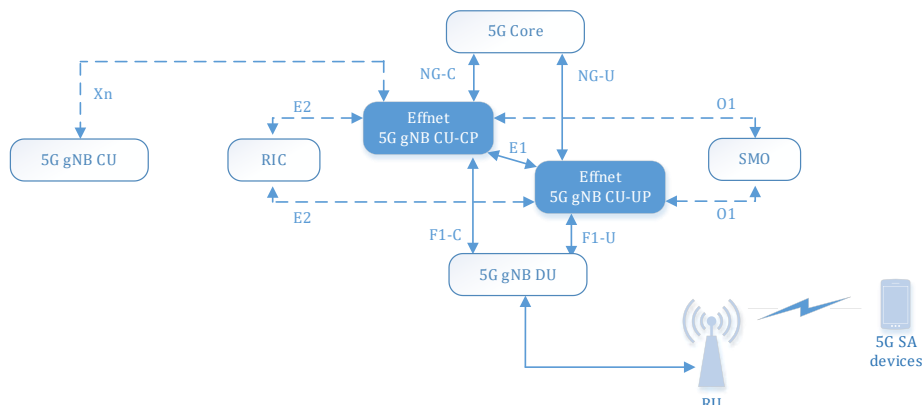 5G Core
NG-C
NG-U
Xn
E2
O1
Effnet
5G gNB CU-CP
E1
5G gNB CU
RIC
SMO
Effnet
5G gNB CU-UP
E2
O1
F1-C
F1-U
5G gNB DU
5G SA
devices
RU